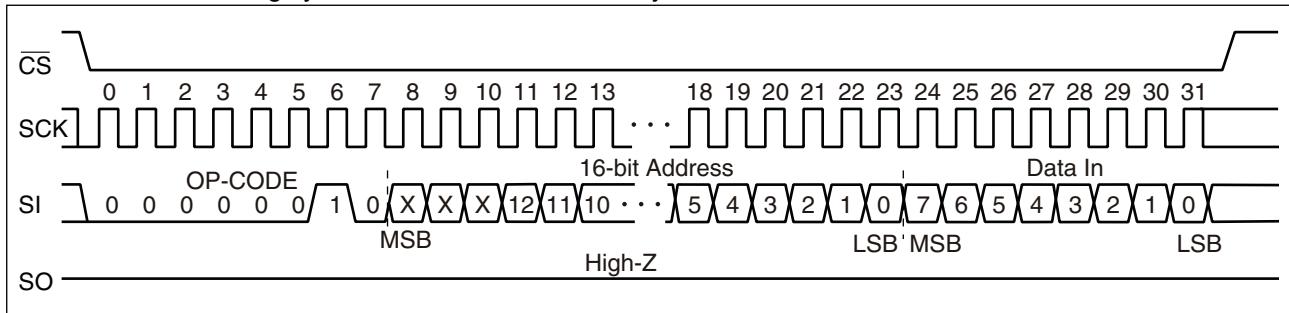 CS
0 1 2 3 4 5 6 7 8 9 10 11 12 13 18 19 20 21 22 23 24 25 26 27 28 29 30 31
SCK ···
OP-CODE 16-bit Address Data In
SI 0 0 0 0 0 0 1 0 X X X 12 11 10 ··· 5 4 3 2 1 0 7 6 5 4 3 2 1 0
MSB LSB MSB LSB
High-Z
SO